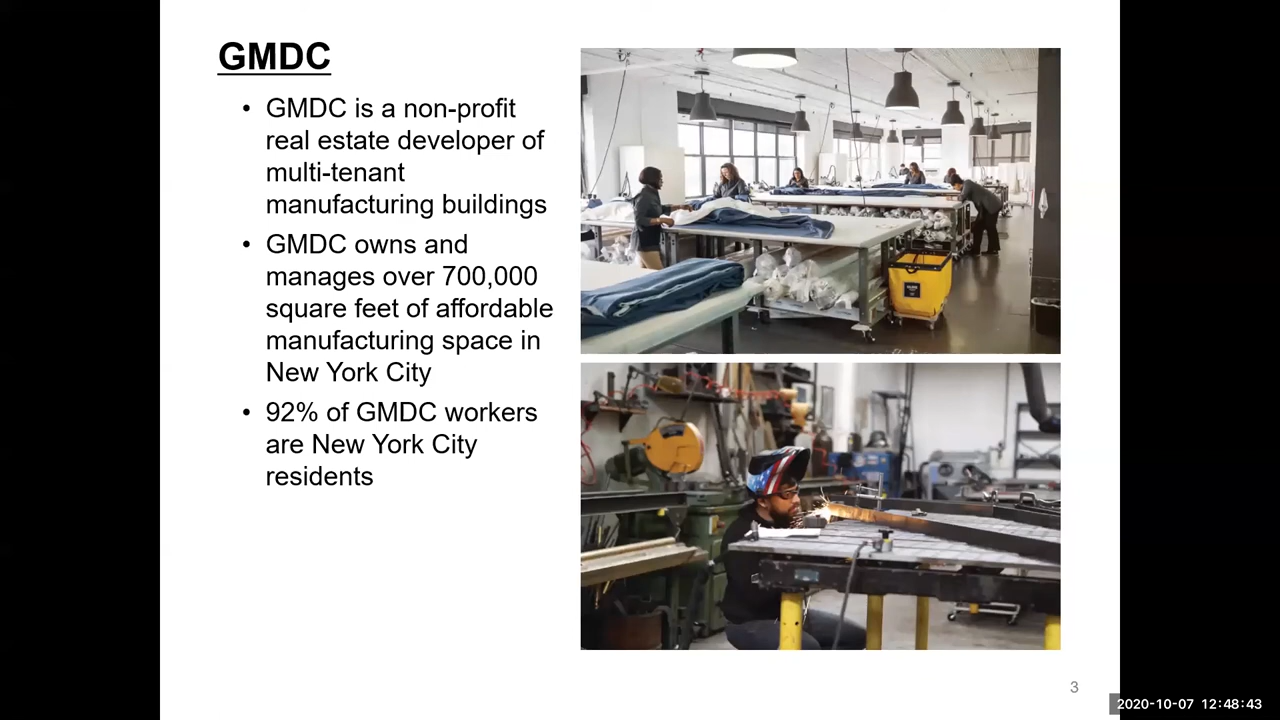 GMDC
• GMDC is a non-profit
real estate developer of
multi-tenant
manufacturing buildings
• GMDC owns and
manages over 700,000
square feet of affordable
manufacturing space in
New York City
• 92% of GMDC workers
are New York City
residents
3
2020-10-07 12:48:43